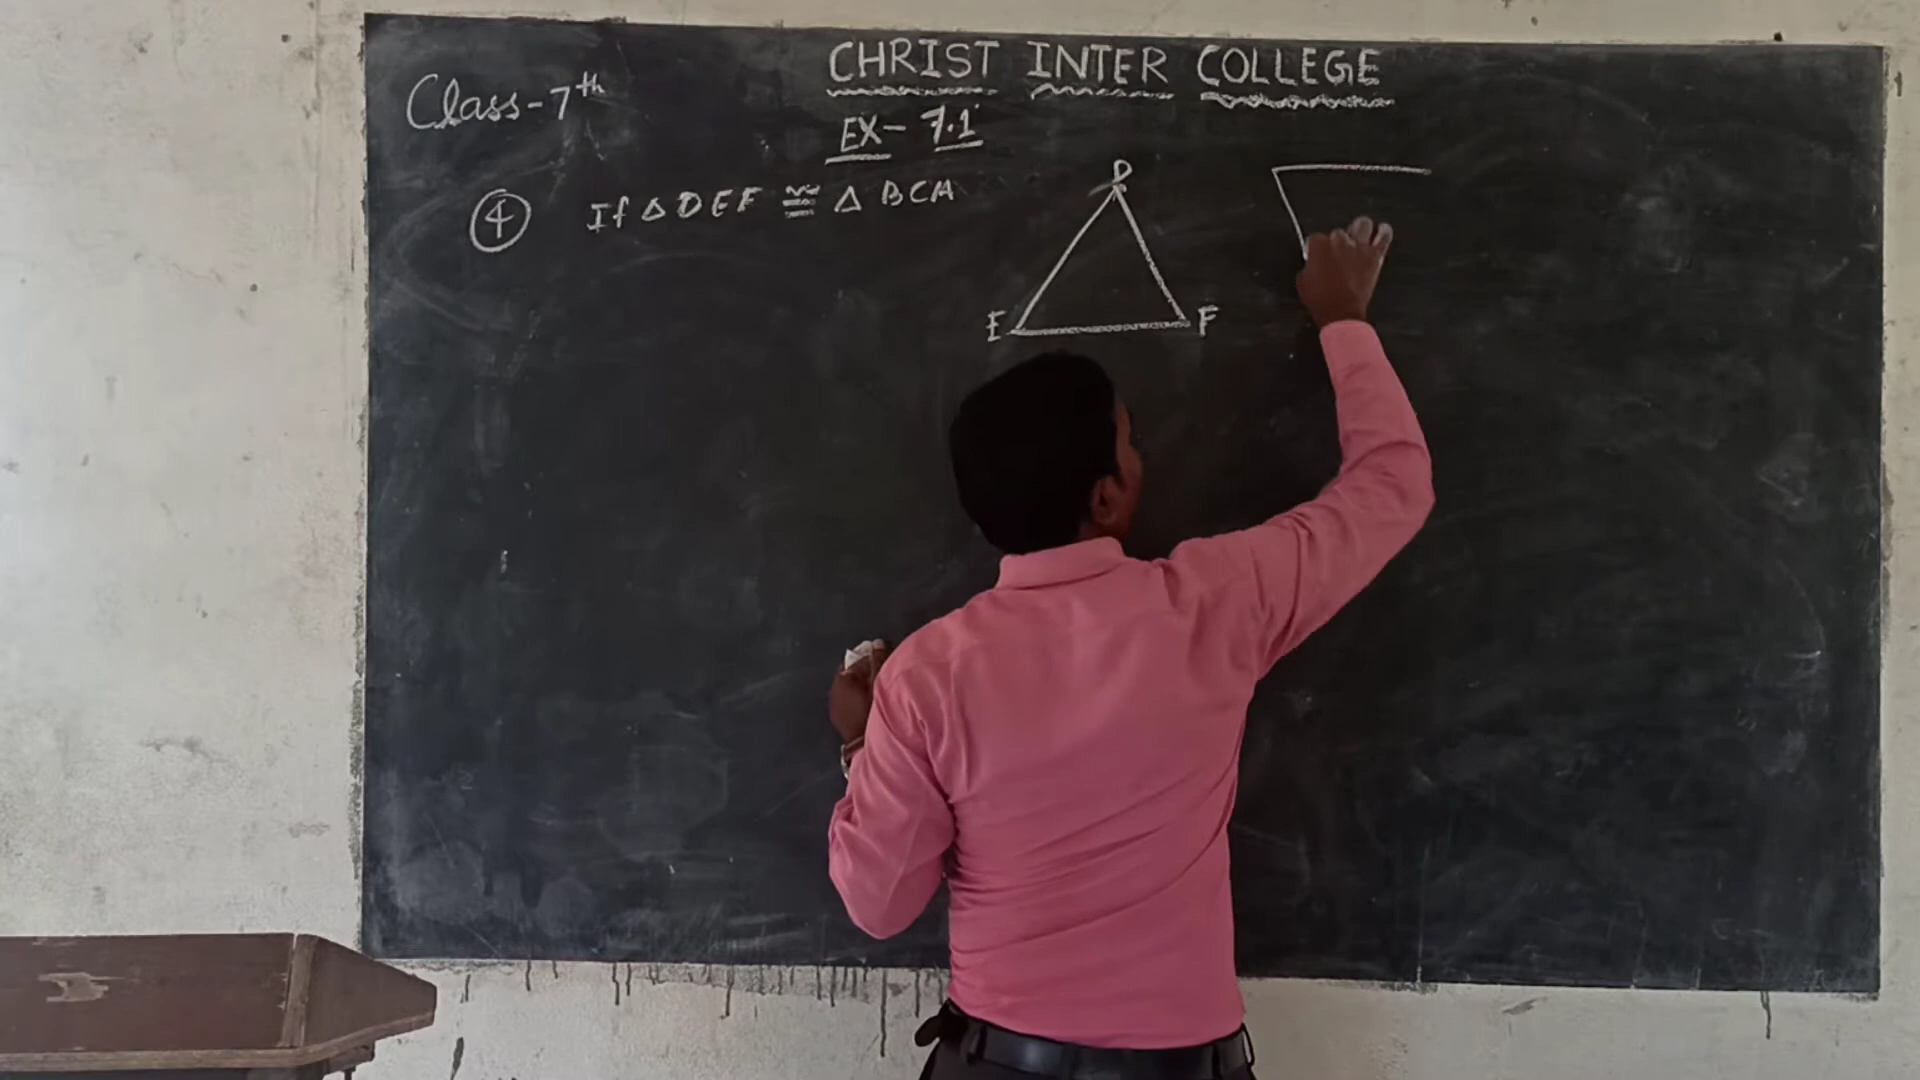 CHRIST INTER COLLEGE
Class-7th
EX- 7.1
④ If △ DEF ≅ △ BCA
D
E F